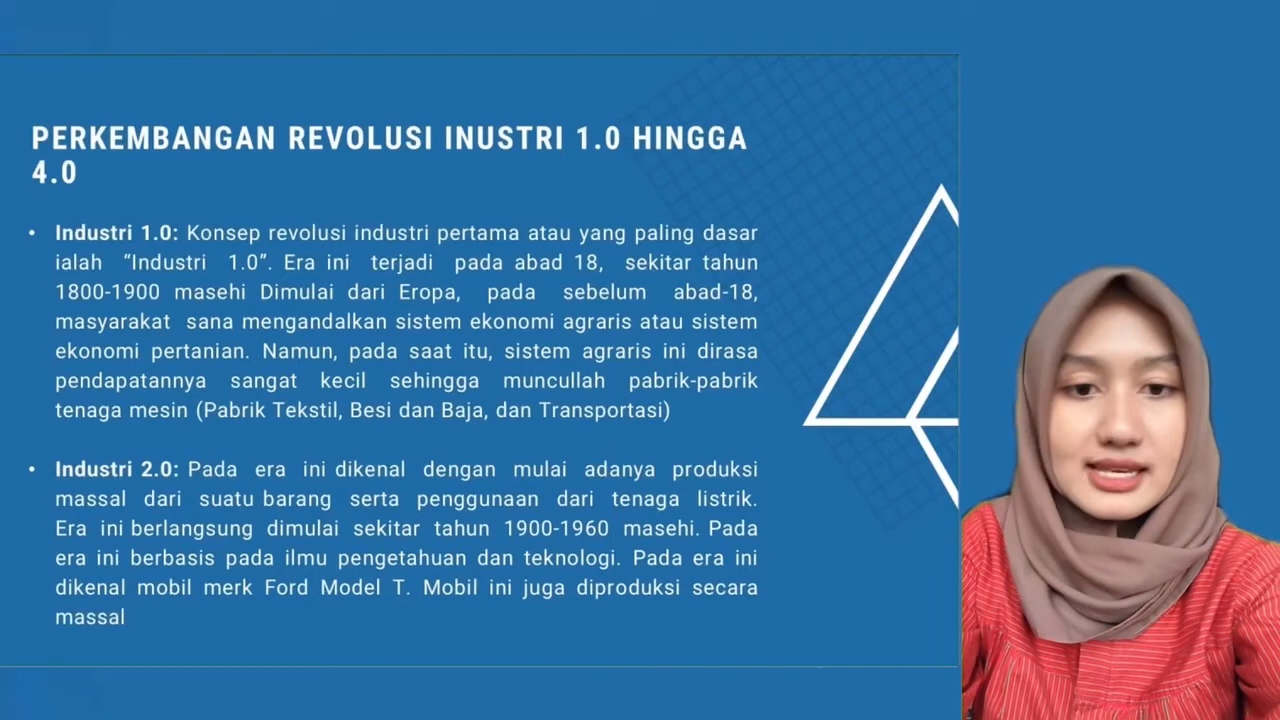 PERKEMBANGAN REVOLUSI INUSTRI 1.0 HINGGA
4.0
• Industri 1.0: Konsep revolusi industri pertama atau yang paling dasar
ialah “Industri 1.0”. Era ini terjadi pada abad 18, sekitar tahun
1800-1900 masehi Dimulai dari Eropa, pada sebelum abad-18,
masyarakat sana mengandalkan sistem ekonomi agraris atau sistem
ekonomi pertanian. Namun, pada saat itu, sistem agraris ini dirasa
pendapatannya sangat kecil sehingga muncullah pabrik-pabrik
tenaga mesin (Pabrik Tekstil, Besi dan Baja, dan Transportasi)
• Industri 2.0: Pada era ini dikenal dengan mulai adanya produksi
massal dari suatu barang serta penggunaan dari tenaga listrik.
Era ini berlangsung dimulai sekitar tahun 1900-1960 masehi. Pada
era ini berbasis pada ilmu pengetahuan dan teknologi. Pada era ini
dikenal mobil merk Ford Model T. Mobil ini juga diproduksi secara
massal